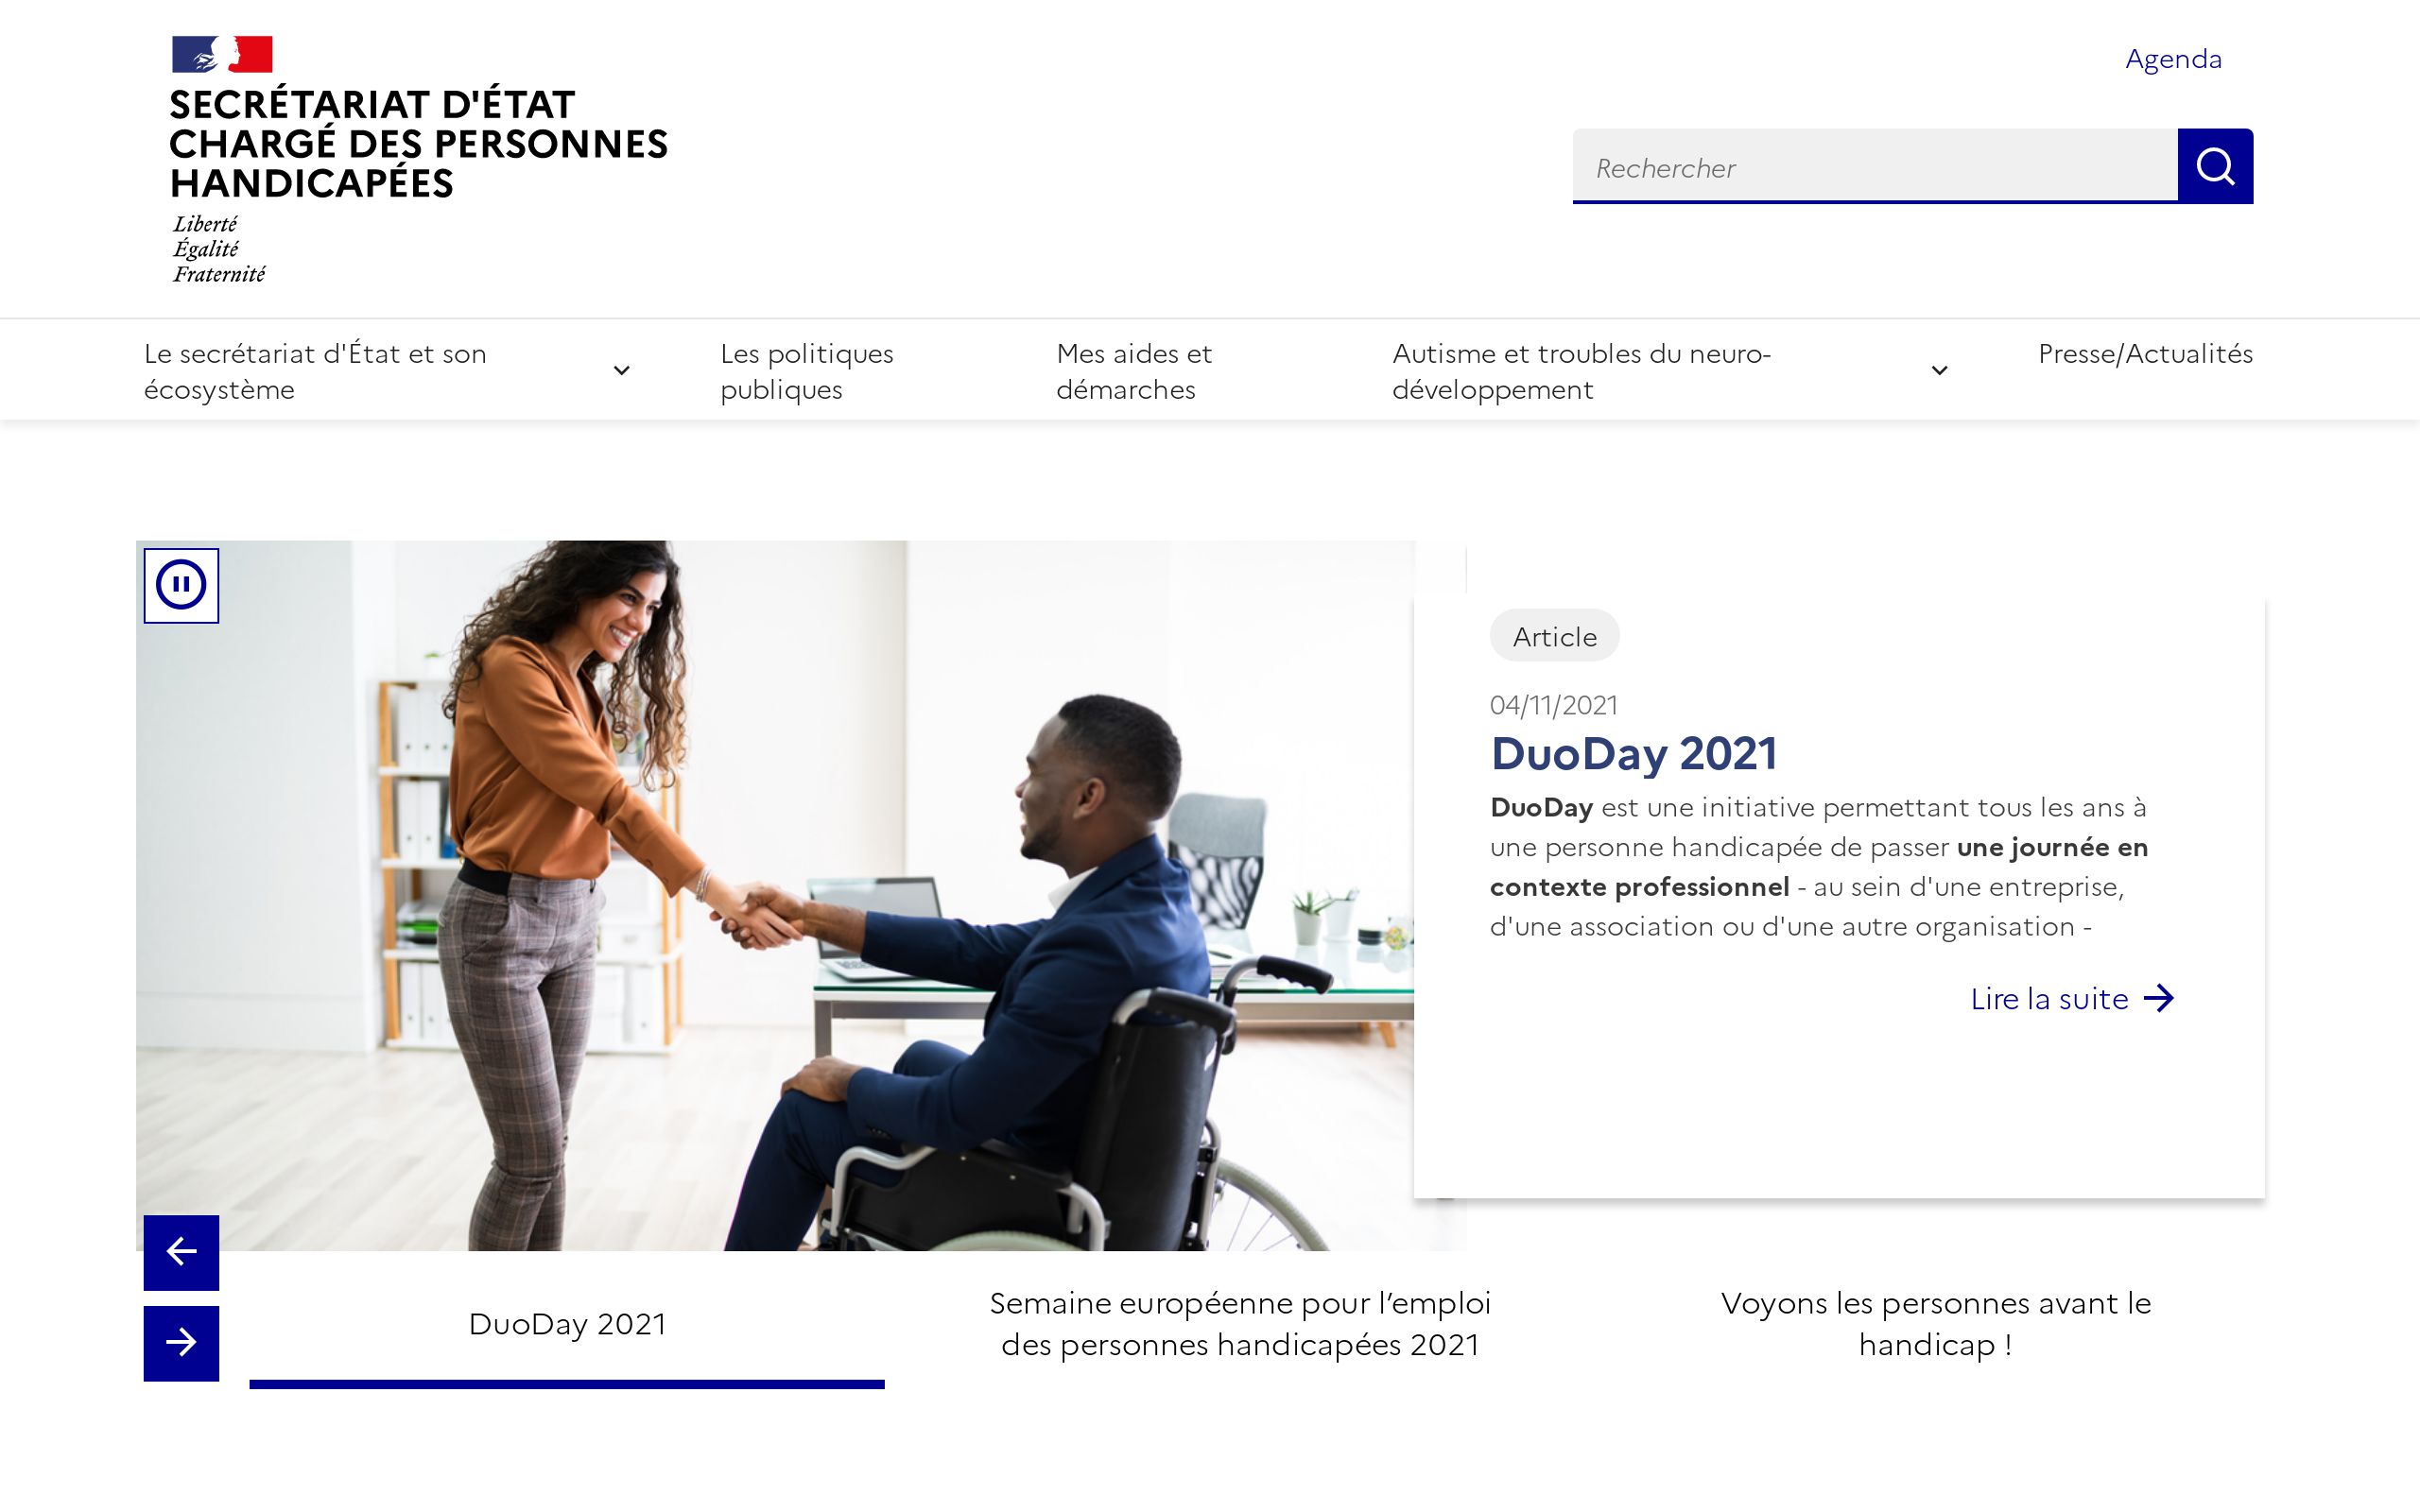 SECRÉTARIAT D'ÉTAT
CHARGÉ DES PERSONNES
HANDICAPÉES
Liberté
Égalité
Fraternité
Agenda
Rechercher
Le secrétariat d'État et son
écosystème
Les politiques
publiques
Mes aides et
démarches
Autisme et troubles du neuro-
développement
Presse/Actualités
Article
04/11/2021
DuoDay 2021
DuoDay est une initiative permettant tous les ans à
une personne handicapée de passer une journée en
contexte professionnel - au sein d'une entreprise,
d'une association ou d'une autre organisation -
Lire la suite
DuoDay 2021
Semaine européenne pour l’emploi
des personnes handicapées 2021
Voyons les personnes avant le
handicap !